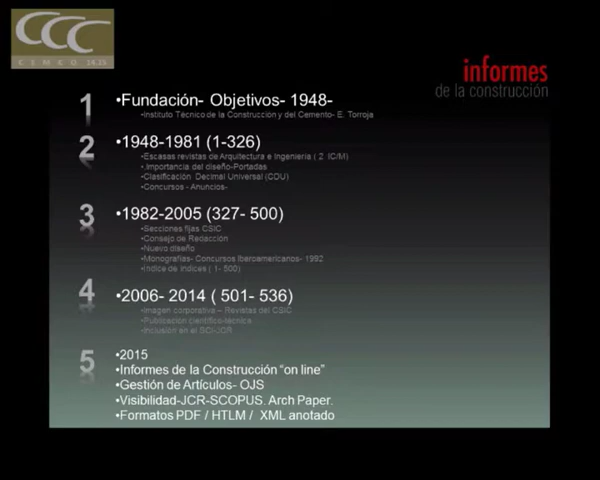 CCC
CEMCO 14.15
informes
de la construcción
1
•Fundación- Objetivos- 1948-
•Instituto Técnico de la Construcción y del Cemento- E. Torroja
2
•1948-1981 (1-326)
•Escasas revistas de Arquitectura e Ingeniería ( 2 IC/M)
•.Importancia del diseño-Portadas
•Clasificación Decimal Universal (CDU)
•Concursos - Anuncios-
3
•1982-2005 (327- 500)
•Secciones fijas CSIC
•Consejo de Redacción
•Nuevo diseño
•Monografías- Concursos Iberoamericanos- 1992
•Índice de índices ( 1- 500)
4
•2006- 2014 ( 501- 536)
•Imagen corporativa – Revistas del CSIC
•Publicación científico-técnica
•Inclusión en el SCI-JCR
5
•2015
•Informes de la Construcción “on line”
•Gestión de Artículos- OJS
•Visibilidad-JCR-SCOPUS. Arch Paper.
•Formatos PDF / HTLM / XML anotado